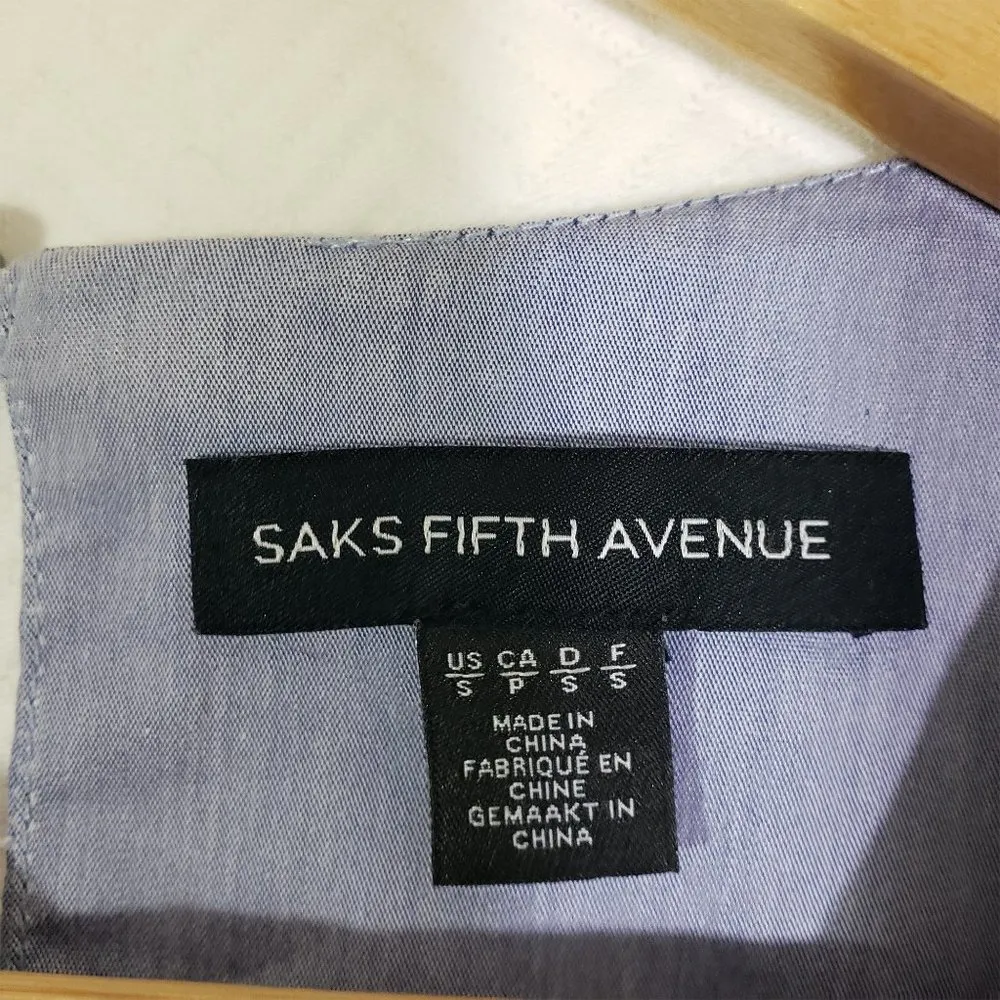 SAKS FIFTH AVENUE
US CA D F
S P S S
MADE IN
CHINA
FABRIQUÉ EN
CHINE
GEMAAKT IN
CHINA